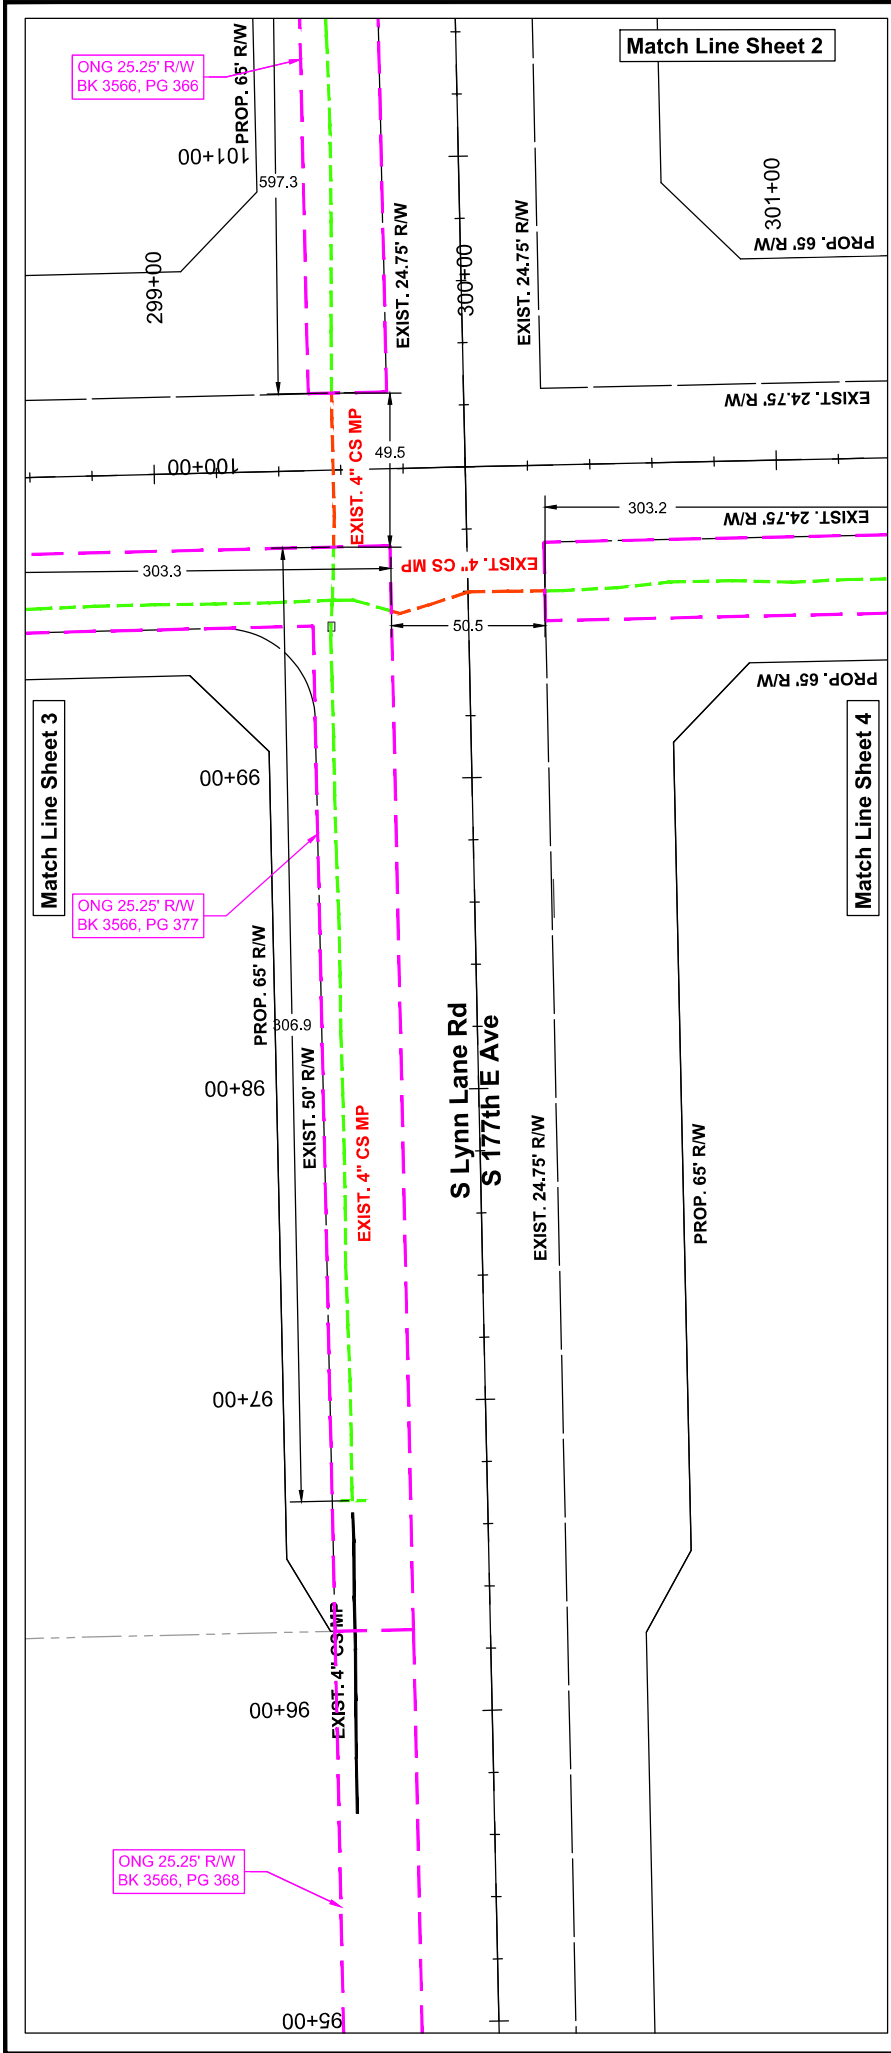 Match Line Sheet 2
ONG 25.25' R/W
BK 3566, PG 366
PROP. 65' R/W
101+00
597.3
299+00
EXIST. 24.75' R/W
300+00
EXIST. 24.75' R/W
301+00
PROP. 65' R/W
EXIST. 24.75' R/W
100+00
EXIST. 4" CS MP
49.5
303.2
EXIST. 24.75' R/W
303.3
EXIST. 4" CS MP
50.5
PROP. 65' R/W
Match Line Sheet 3
99+00
Match Line Sheet 4
ONG 25.25' R/W
BK 3566, PG 377
PROP. 65' R/W
306.9
EXIST. 50' R/W
98+00
EXIST. 4" CS MP
S Lynn Lane Rd
S 177th E Ave
EXIST. 24.75' R/W
PROP. 65' R/W
97+00
EXIST. 4" CS MP
96+00
ONG 25.25' R/W
BK 3566, PG 368
95+00